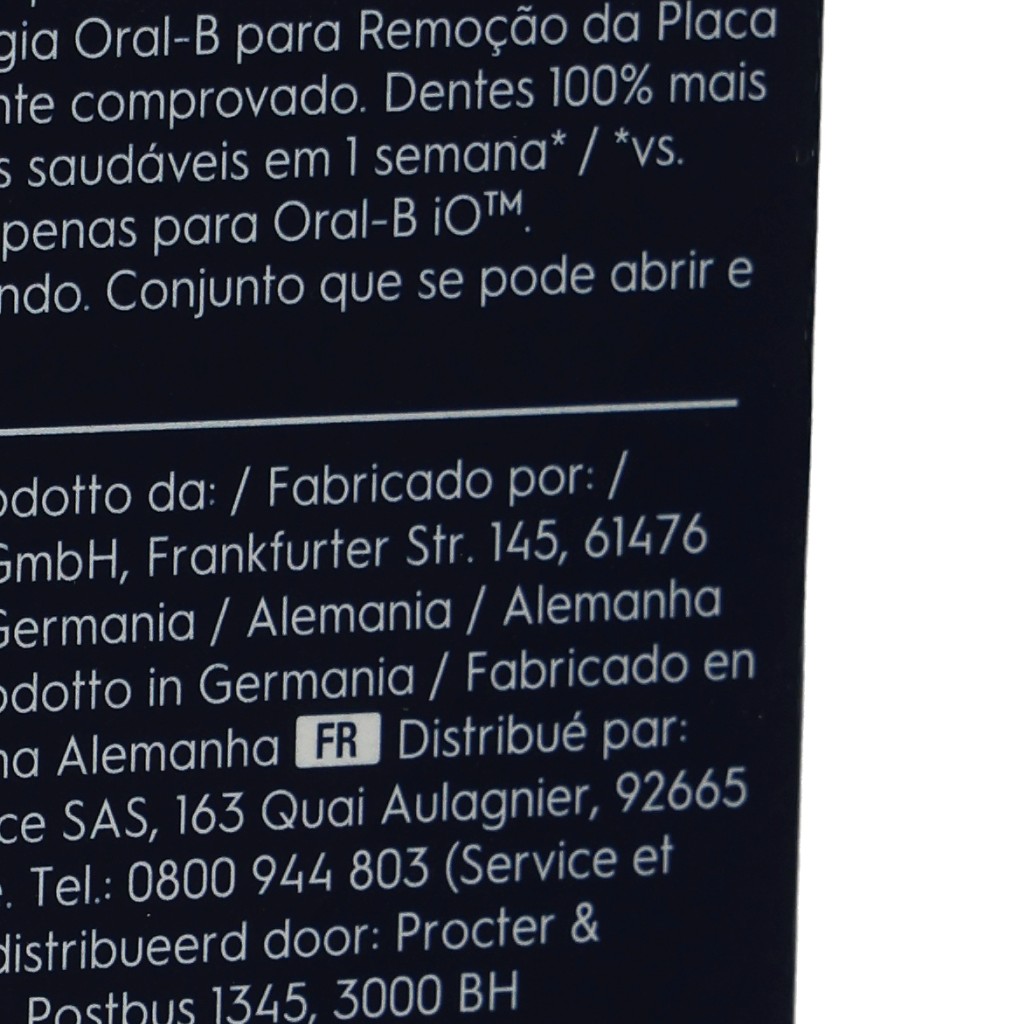 gia Oral-B para Remoção da Placa
nte comprovado. Dentes 100% mais
s saudáveis em 1 semana* / *vs.
penas para Oral-B iO™.
ndo. Conjunto que se pode abrir e
odotto da: / Fabricado por: /
GmbH, Frankfurter Str. 145, 61476
Germania / Alemania / Alemanha
odotto in Germania / Fabricado en
na Alemanha FR Distribué par:
ce SAS, 163 Quai Aulagnier, 92665
e. Tel.: 0800 944 803 (Service et
distribueerd door: Procter &
Postbus 1345, 3000 BH